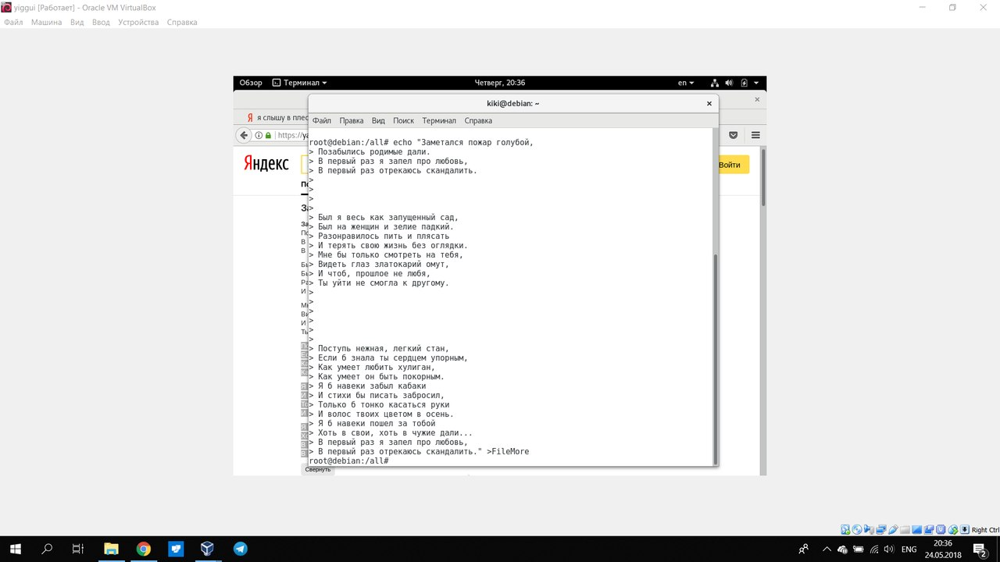 yiggui [Работает] - Oracle VM VirtualBox
Файл Машина Вид Ввод Устройства Справка
Обзор Терминал Четверг, 20:36 en
kiki@debian: ~
Я я слышу в плес
Файл Правка Вид Поиск Терминал Справка
https://ya
Яндекс
Войти
root@debian:/all# echo "Заметался пожар голубой,
> Позабылись родимые дали.
> В первый раз я запел про любовь,
> В первый раз отрекаюсь скандалить.
>
>
>
>
> Был я весь как запущенный сад,
> Был на женщин и зелие падкий.
> Разонравилось пить и плясать
> И терять свою жизнь без оглядки.
> Мне бы только смотреть на тебя,
> Видеть глаз златокарий омут,
> И чтоб, прошлое не любя,
> Ты уйти не смогла к другому.
>
>
>
>
>
>
> Поступь нежная, легкий стан,
> Если б знала ты сердцем упорным,
> Как умеет любить хулиган,
> Как умеет он быть покорным.
> Я б навеки забыл кабаки
> И стихи бы писать забросил,
> Только б тонко касаться руки
> И волос твоих цветом в осень.
> Я б навеки пошел за тобой
> Хоть в свои, хоть в чужие дали...
> В первый раз я запел про любовь,
> В первый раз отрекаюсь скандалить." >FileMore
root@debian:/all#
Свернуть
Right Ctrl
ENG
20:36
24.05.2018
2